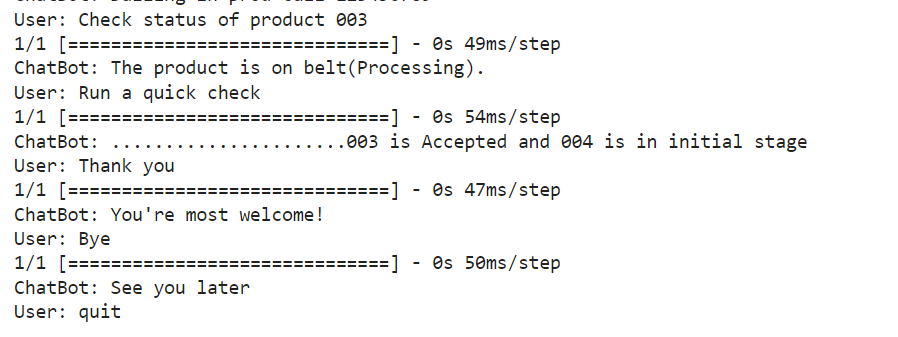 User: Check status of product 003
1/1 [==============================] - 0s 49ms/step
ChatBot: The product is on belt(Processing).
User: Run a quick check
1/1 [==============================] - 0s 54ms/step
ChatBot: ......................003 is Accepted and 004 is in initial stage
User: Thank you
1/1 [==============================] - 0s 47ms/step
ChatBot: You're most welcome!
User: Bye
1/1 [==============================] - 0s 50ms/step
ChatBot: See you later
User: quit